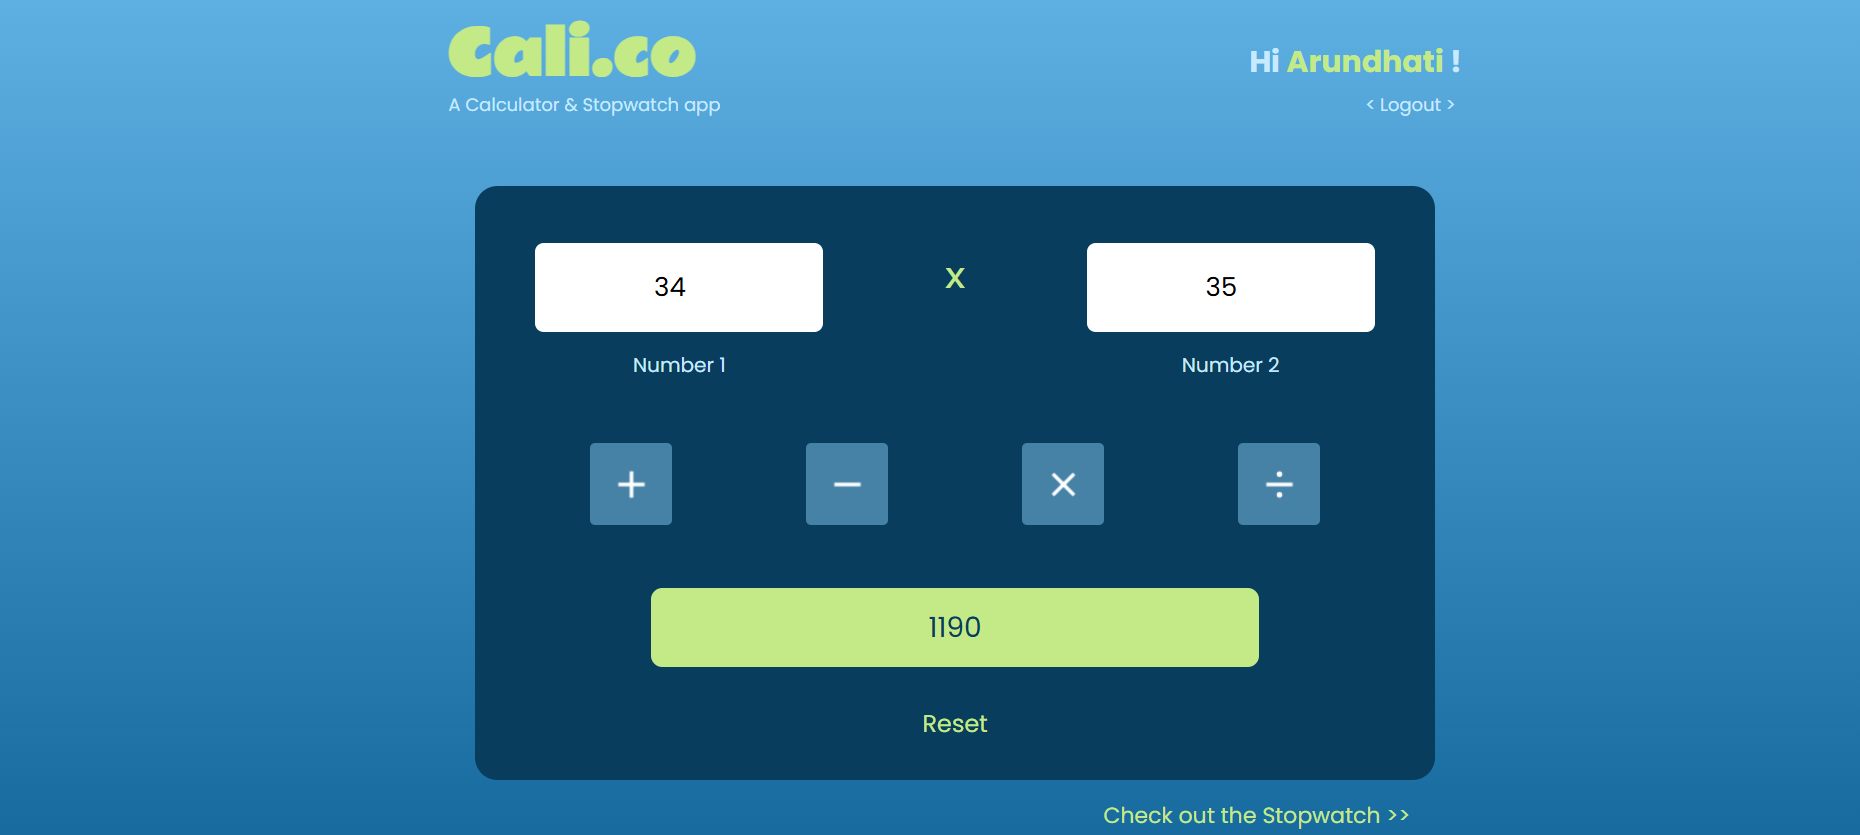 Cali.co
A Calculator & Stopwatch app
Hi Arundhati !
< Logout >
34
x
35
Number 1
Number 2
+
−
×
÷
1190
Reset
Check out the Stopwatch >>